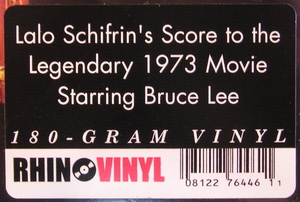 Lalo Schifrin's Score to the
Legendary 1973 Movie
Starring Bruce Lee
180-GRAM VINYL
RHINO VINYL
08122 76446 11